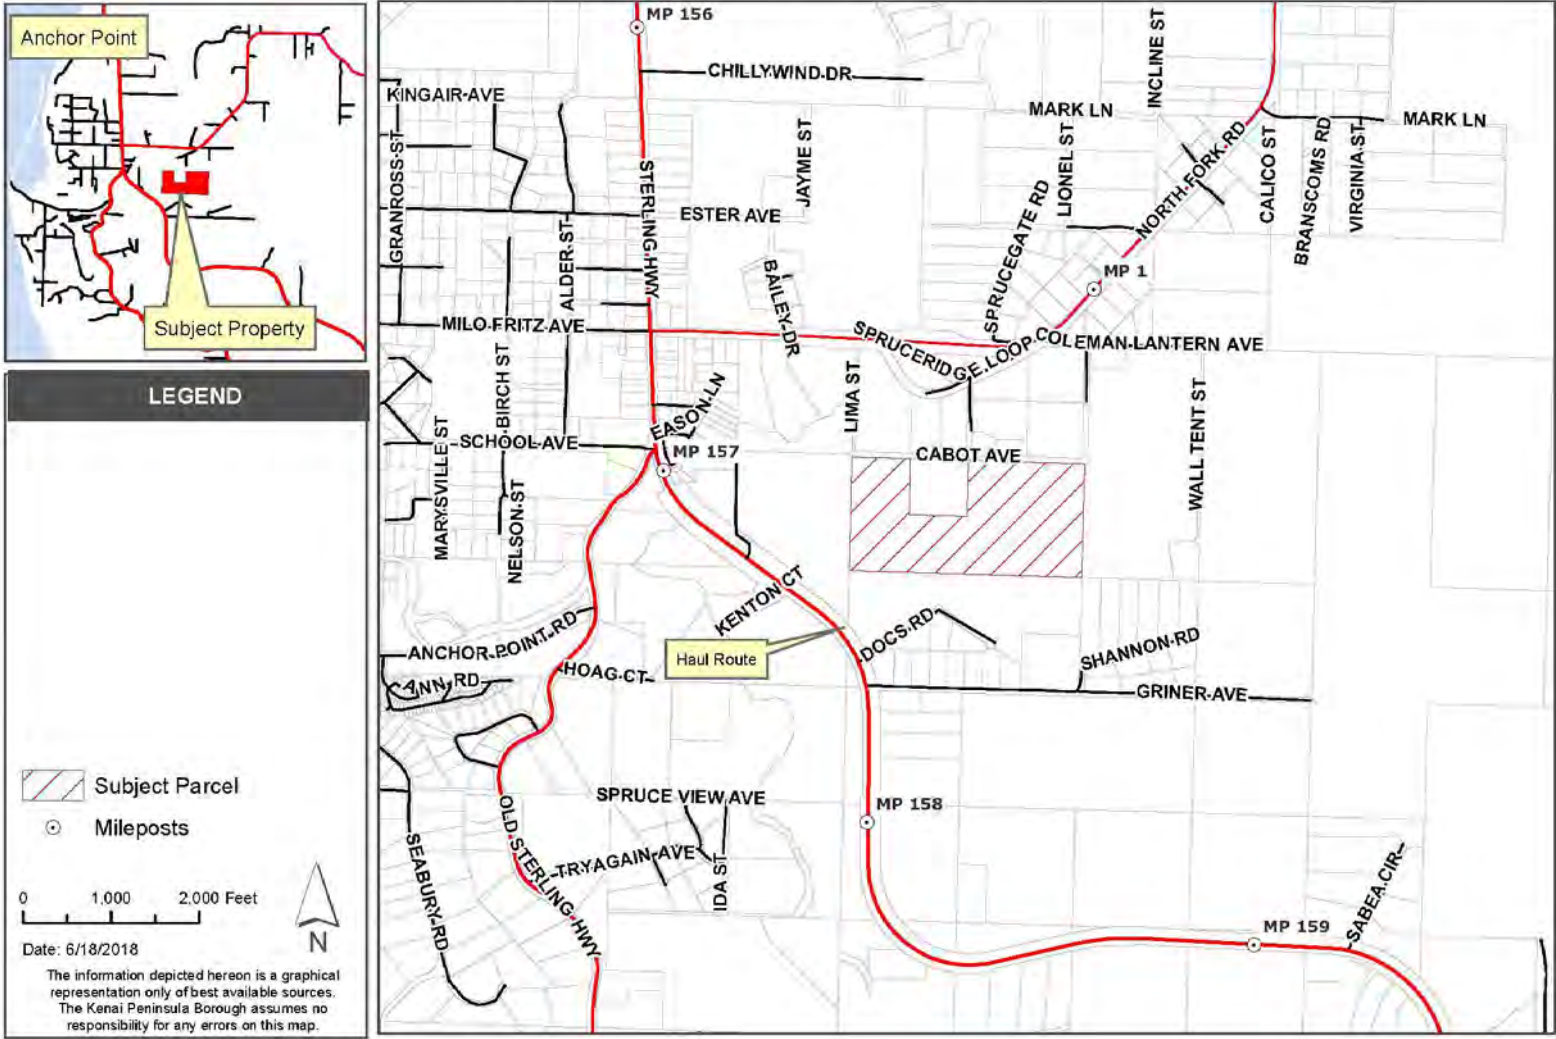 Anchor Point
Subject Property
LEGEND
Subject Parcel
Mileposts
0 1,000 2,000 Feet
N
Date: 6/18/2018
The information depicted hereon is a graphical
representation only of best available sources.
The Kenai Peninsula Borough assumes no
responsibility for any errors on this map.
MP 156
CHILLYWIND DR
INCLINE ST
KINGAIR AVE
MARK LN
MARK LN
GRANROSS ST
STERLING HWY
JAYME ST
LIONEL ST
NORTH FORK RD
CALICO ST
BRANSCOMS RD
VIRGINIA ST
ESTER AVE
ALDER ST
SPRUCEGATE RD
BAILEY DR
MP 1
MILO FRITZ AVE
SPRUCERIDGE LOOP
COLEMAN LANTERN AVE
BIRCH ST
EASON LN
LIMA ST
WALL TENT ST
MARYSVILLE ST
SCHOOL AVE
MP 157
CABOT AVE
NELSON ST
KENTON CT
ANCHOR POINT RD
Haul Route
DOCS RD
SHANNON RD
ANN RD
HOAG CT
GRINER AVE
SPRUCE VIEW AVE
MP 158
OLD STERLING HWY
TRYAGAIN AVE
IDA ST
SEABURY RD
SABEA CIR
MP 159